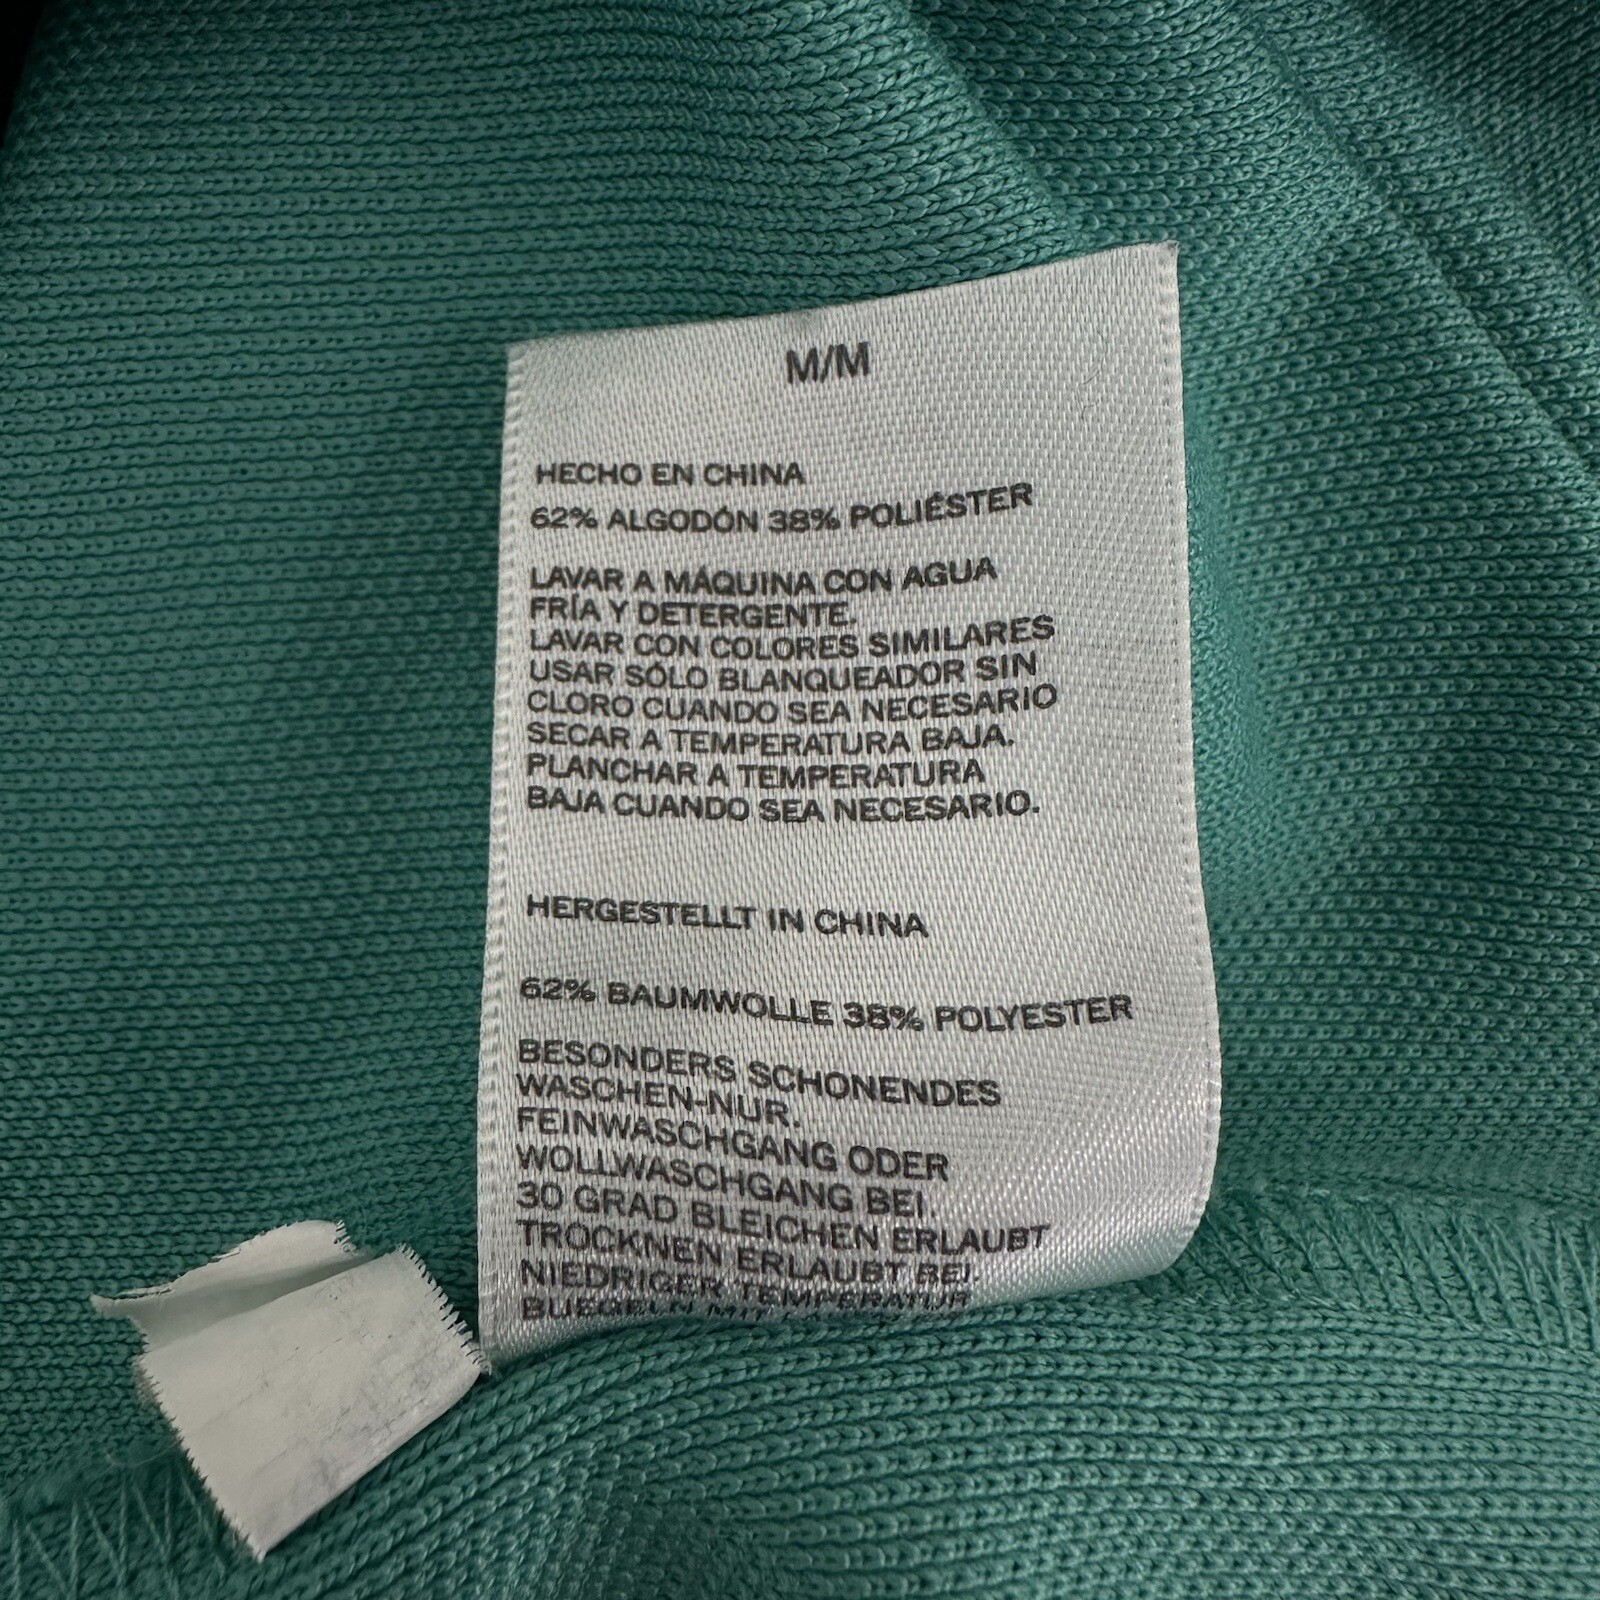 M/M
HECHO EN CHINA
62% ALGODÓN 38% POLIÉSTER
LAVAR A MÁQUINA CON AGUA
FRÍA Y DETERGENTE.
LAVAR CON COLORES SIMILARES
USAR SÓLO BLANQUEADOR SIN
CLORO CUANDO SEA NECESARIO
SECAR A TEMPERATURA BAJA.
PLANCHAR A TEMPERATURA
BAJA CUANDO SEA NECESARIO.
HERGESTELLT IN CHINA
62% BAUMWOLLE 38% POLYESTER
BESONDERS SCHONENDES
WASCHEN-NUR.
FEINWASCHGANG ODER
WOLLWASCHGANG BEI
30 GRAD BLEICHEN ERLAUBT
TROCKNEN ERLAUBT BEI
NIEDRIGER TEMPERATUR
BUEGELN MIT